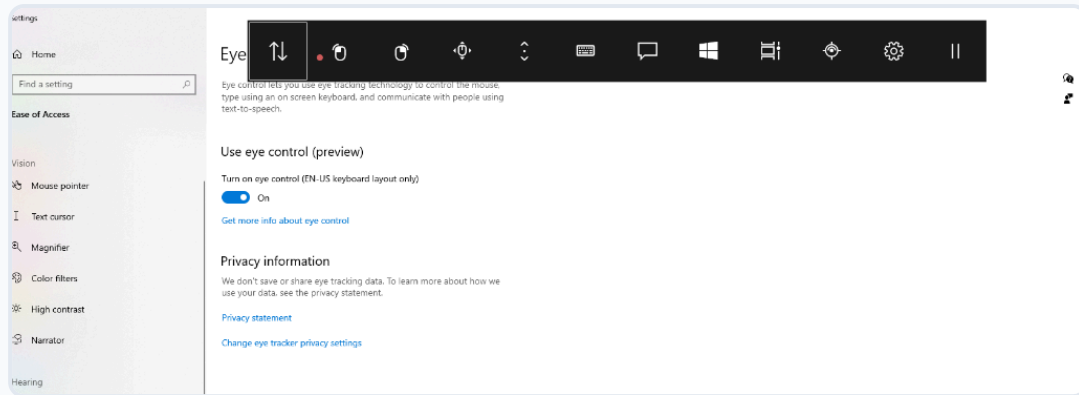 ettings
Home
Find a setting
Ease of Access
Vision
Mouse pointer
Text cursor
Magnifier
Color filters
High contrast
Narrator
Hearing
Eye
Eye control lets you use eye tracking technology to control the mouse,
type using an on screen keyboard, and communicate with people using
text-to-speech.
Use eye control (preview)
Turn on eye control (EN-US keyboard layout only)
On
Get more info about eye control
Privacy information
We don't save or share eye tracking data. To learn more about how we
use your data, see the privacy statement.
Privacy statement
Change eye tracker privacy settings